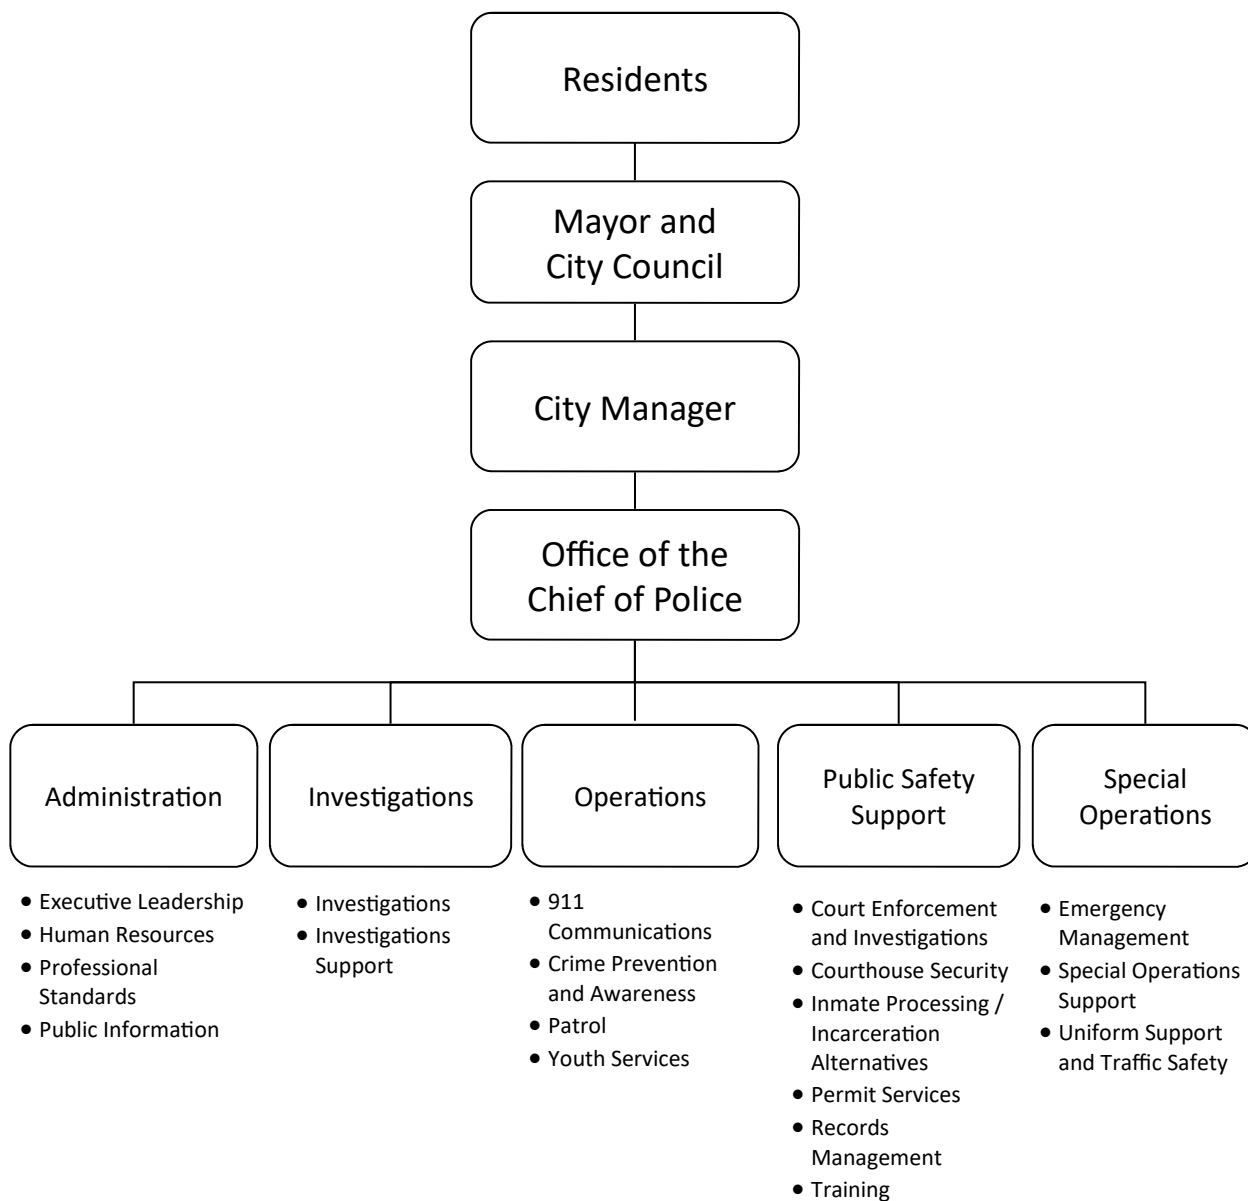 Residents
Mayor and
City Council
City Manager
Office of the
Chief of Police
Administration
Investigations
Operations
Public Safety
Support
Special
Operations
• Executive Leadership
• Human Resources
• Professional
Standards
• Public Information
• Investigations
• Investigations
Support
• 911
Communications
• Crime Prevention
and Awareness
• Patrol
• Youth Services
• Court Enforcement
and Investigations
• Courthouse Security
• Inmate Processing /
Incarceration
Alternatives
• Permit Services
• Records
Management
• Training
• Emergency
Management
• Special Operations
Support
• Uniform Support
and Traffic Safety